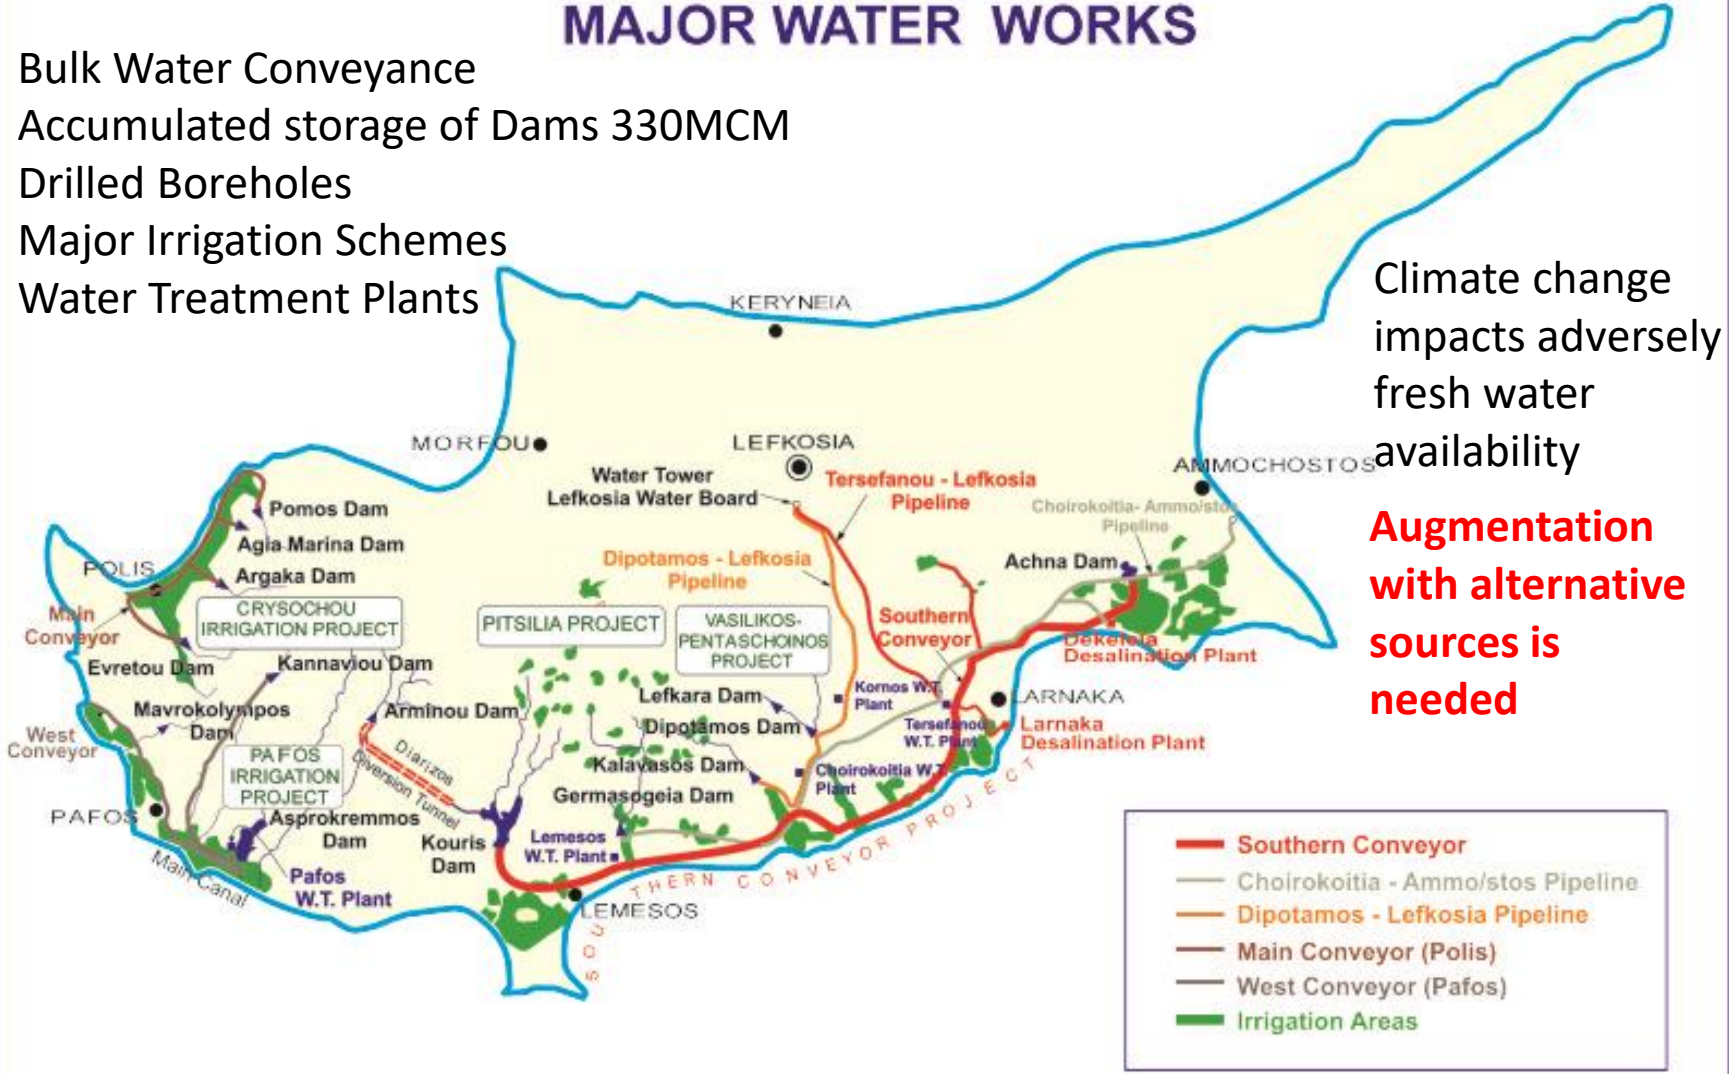 MAJOR WATER WORKS
Bulk Water Conveyance
Accumulated storage of Dams 330MCM
Drilled Boreholes
Major Irrigation Schemes
Water Treatment Plants
Climate change
impacts adversely
fresh water
availability
Augmentation
with alternative
sources is
needed
KERYNEIA
MORFOU
LEFKOSIA
AMMOCHOSTOS
Water Tower
Lefkosia Water Board
Tersefanou - Lefkosia
Pipeline
Choirokoitia- Ammo/stos
Pipeline
Pomos Dam
Agia Marina Dam
Argaka Dam
POLIS
Dipotamos - Lefkosia
Pipeline
Achna Dam
Main
Conveyor
CRYSOCHOU
IRRIGATION PROJECT
PITSILIA PROJECT
VASILIKOS-
PENTASCHOINOS
PROJECT
Southern
Conveyor
Dekeleia
Desalination Plant
Evretou Dam
Kannaviou Dam
Mavrokolympos
Dam
Arminou Dam
Lefkara Dam
Kornos W.T.
Plant
LARNAKA
West
Conveyor
Dipotamos Dam
Tersefanou
W.T. Plant
Larnaka
Desalination Plant
PAFOS
IRRIGATION
PROJECT
Diarizos
Diversion Tunnel
Kalavasos Dam
Choirokoitia W.T.
Plant
Germasogeia Dam
PAFOS
Asprokremmos
Dam
Kouris
Dam
Lemesos
W.T. Plant
Main Canal
Pafos
W.T. Plant
LEMESOS
SOUTHERN CONVEYOR PROJECT
Southern Conveyor
Choirokoitia - Ammo/stos Pipeline
Dipotamos - Lefkosia Pipeline
Main Conveyor (Polis)
West Conveyor (Pafos)
Irrigation Areas